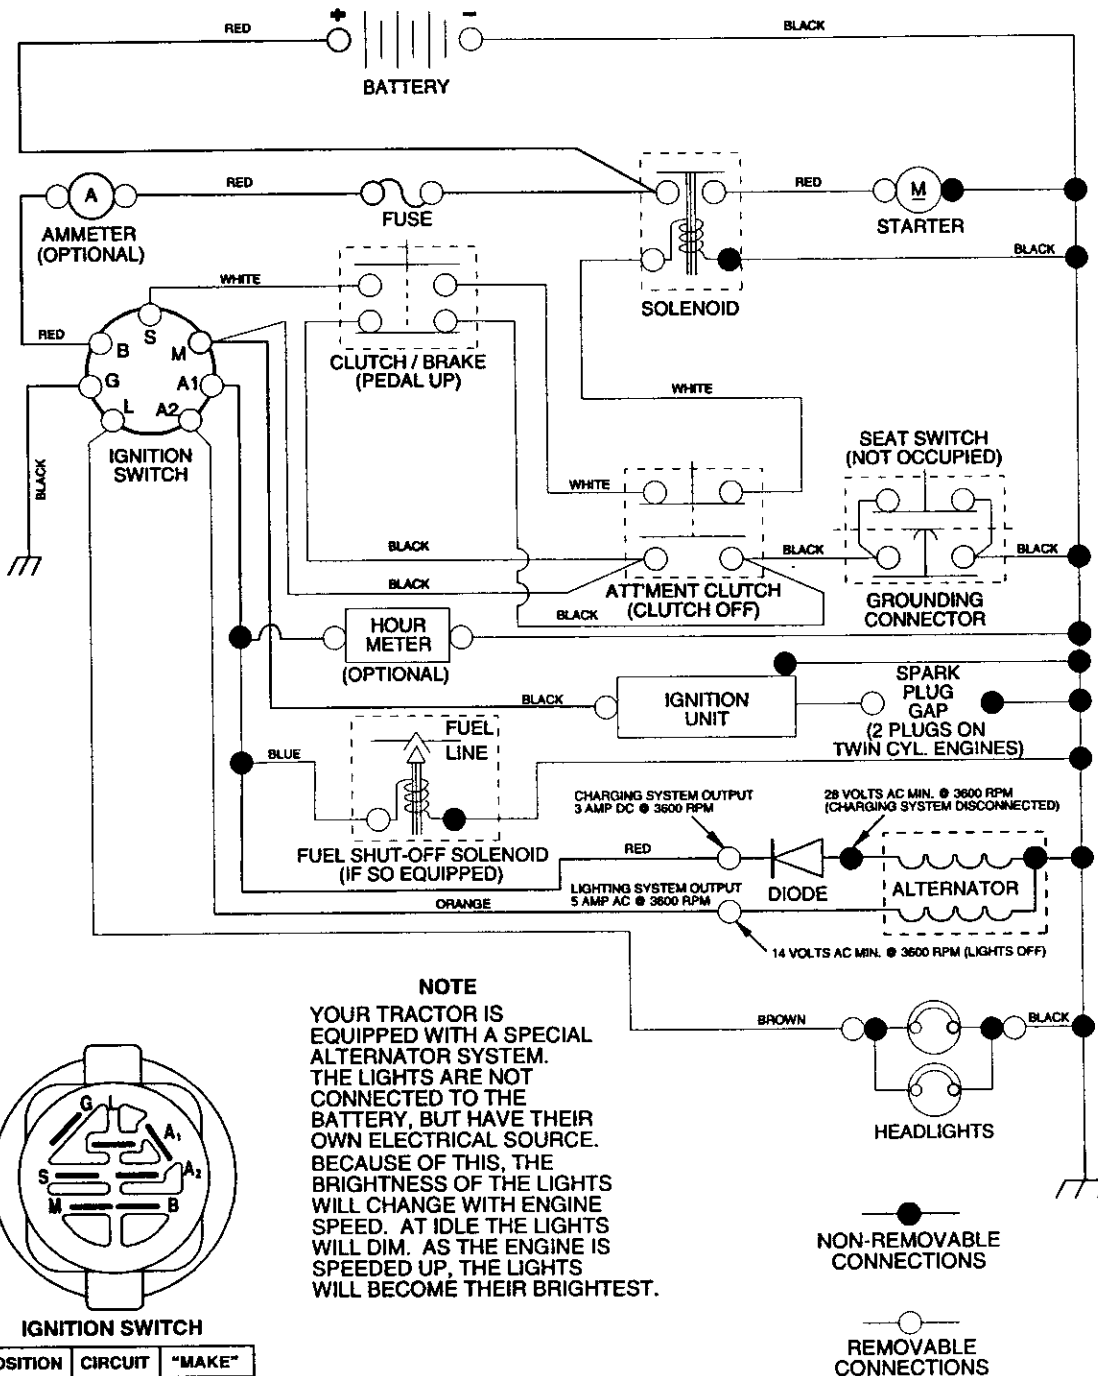 +
−
RED
BLACK
BATTERY
A
RED
FUSE
RED
M
AMMETER
(OPTIONAL)
STARTER
BLACK
WHITE
SOLENOID
RED
S
B
M
G
A1
L
A2
CLUTCH / BRAKE
(PEDAL UP)
WHITE
IGNITION
SWITCH
BLACK
SEAT SWITCH
(NOT OCCUPIED)
WHITE
BLACK
BLACK
BLACK
BLACK
ATT'MENT CLUTCH
(CLUTCH OFF)
BLACK
GROUNDING
CONNECTOR
HOUR
METER
(OPTIONAL)
BLACK
IGNITION
UNIT
SPARK
PLUG
GAP
(2 PLUGS ON
TWIN CYL. ENGINES)
FUEL
LINE
BLUE
FUEL SHUT-OFF SOLENOID
(IF SO EQUIPPED)
CHARGING SYSTEM OUTPUT
3 AMP DC @ 3600 RPM
28 VOLTS AC MIN. @ 3600 RPM
(CHARGING SYSTEM DISCONNECTED)
RED
DIODE
ALTERNATOR
LIGHTING SYSTEM OUTPUT
5 AMP AC @ 3600 RPM
ORANGE
14 VOLTS AC MIN. @ 3600 RPM (LIGHTS OFF)
NOTE
YOUR TRACTOR IS
EQUIPPED WITH A SPECIAL
ALTERNATOR SYSTEM.
THE LIGHTS ARE NOT
CONNECTED TO THE
BATTERY, BUT HAVE THEIR
OWN ELECTRICAL SOURCE.
BECAUSE OF THIS, THE
BRIGHTNESS OF THE LIGHTS
WILL CHANGE WITH ENGINE
SPEED. AT IDLE THE LIGHTS
WILL DIM. AS THE ENGINE IS
SPEEDED UP, THE LIGHTS
WILL BECOME THEIR BRIGHTEST.
BROWN
BLACK
HEADLIGHTS
G
L
A1
A2
S
M
B
IGNITION SWITCH
OSITION CIRCUIT "MAKE"
NON-REMOVABLE
CONNECTIONS
REMOVABLE
CONNECTIONS